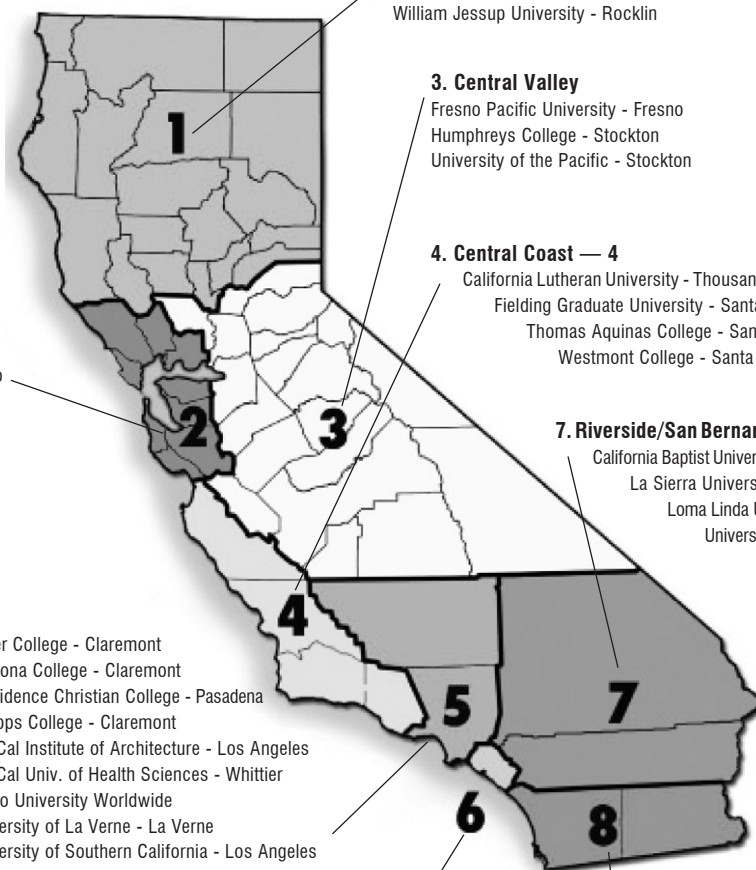 William Jessup University - Rocklin
3. Central Valley
Fresno Pacific University - Fresno
Humphreys College - Stockton
University of the Pacific - Stockton
4. Central Coast — 4
California Lutheran University - Thousan
Fielding Graduate University - Santa
Thomas Aquinas College - San
Westmont College - Santa
7. Riverside/San Bernar
California Baptist Univer
La Sierra Univers
Loma Linda U
Univers
er College - Claremont
ona College - Claremont
idence Christian College - Pasadena
pps College - Claremont
Cal Institute of Architecture - Los Angeles
Cal Univ. of Health Sciences - Whittier
o University Worldwide
ersity of La Verne - La Verne
ersity of Southern California - Los Angeles
1
2
3
4
5
6
7
8